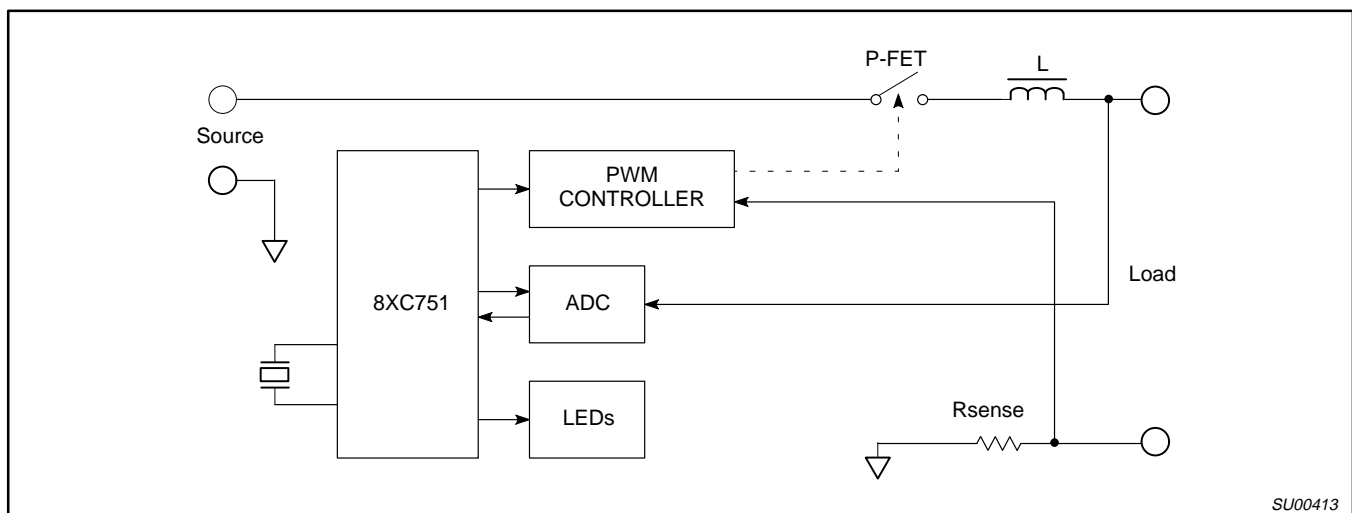 P-FET
L
Source
PWM
CONTROLLER
8XC751
ADC
Load
LEDs
Rsense
SU00413